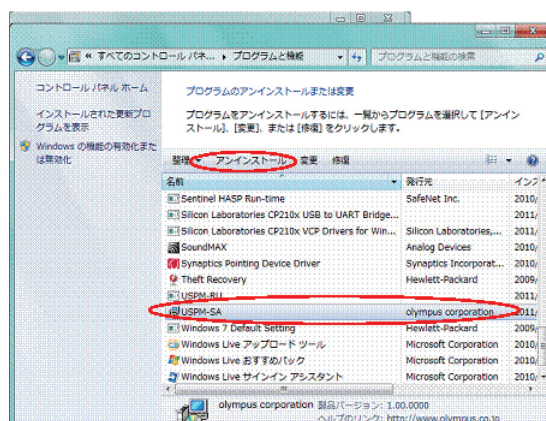 « すべてのコントロール パネ... ▸ プログラムと機能
プログラムと機能の検索
コントロール パネル ホーム
インストールされた更新プログラムを表示
Windows の機能の有効化または無効化
プログラムのアンインストールまたは変更
プログラムをアンインストールするには、一覧からプログラムを選択して [アンイン
ストール]、[変更]、または [修復] をクリックします。
整理 ▼ アンインストール 変更 修復
名前 発行元 インス
Sentinel HASP Run-time SafeNet Inc. 2010/
Silicon Laboratories CP210x USB to UART Bridge... 2011/
Silicon Laboratories CP210x VCP Drivers for Win... Silicon Laboratories,... 2011/
SoundMAX Analog Devices 2010/
Synaptics Pointing Device Driver Synaptics Incorporat... 2010/
Theft Recovery Hewlett-Packard 2009/
USPM-RU 2011/
USPM-SA olympus corporation 2011/
Windows 7 Default Setting Hewlett-Packard 2009/
Windows Live アップロード ツール Microsoft Corporation 2010/
Windows Live おすすめパック Microsoft Corporation 2010/
Windows Live サインイン アシスタント Microsoft Corporation 2010/
olympus corporation 製品バージョン: 1.00.0000
ヘルプのリンク: http://www.olympus.co.jp